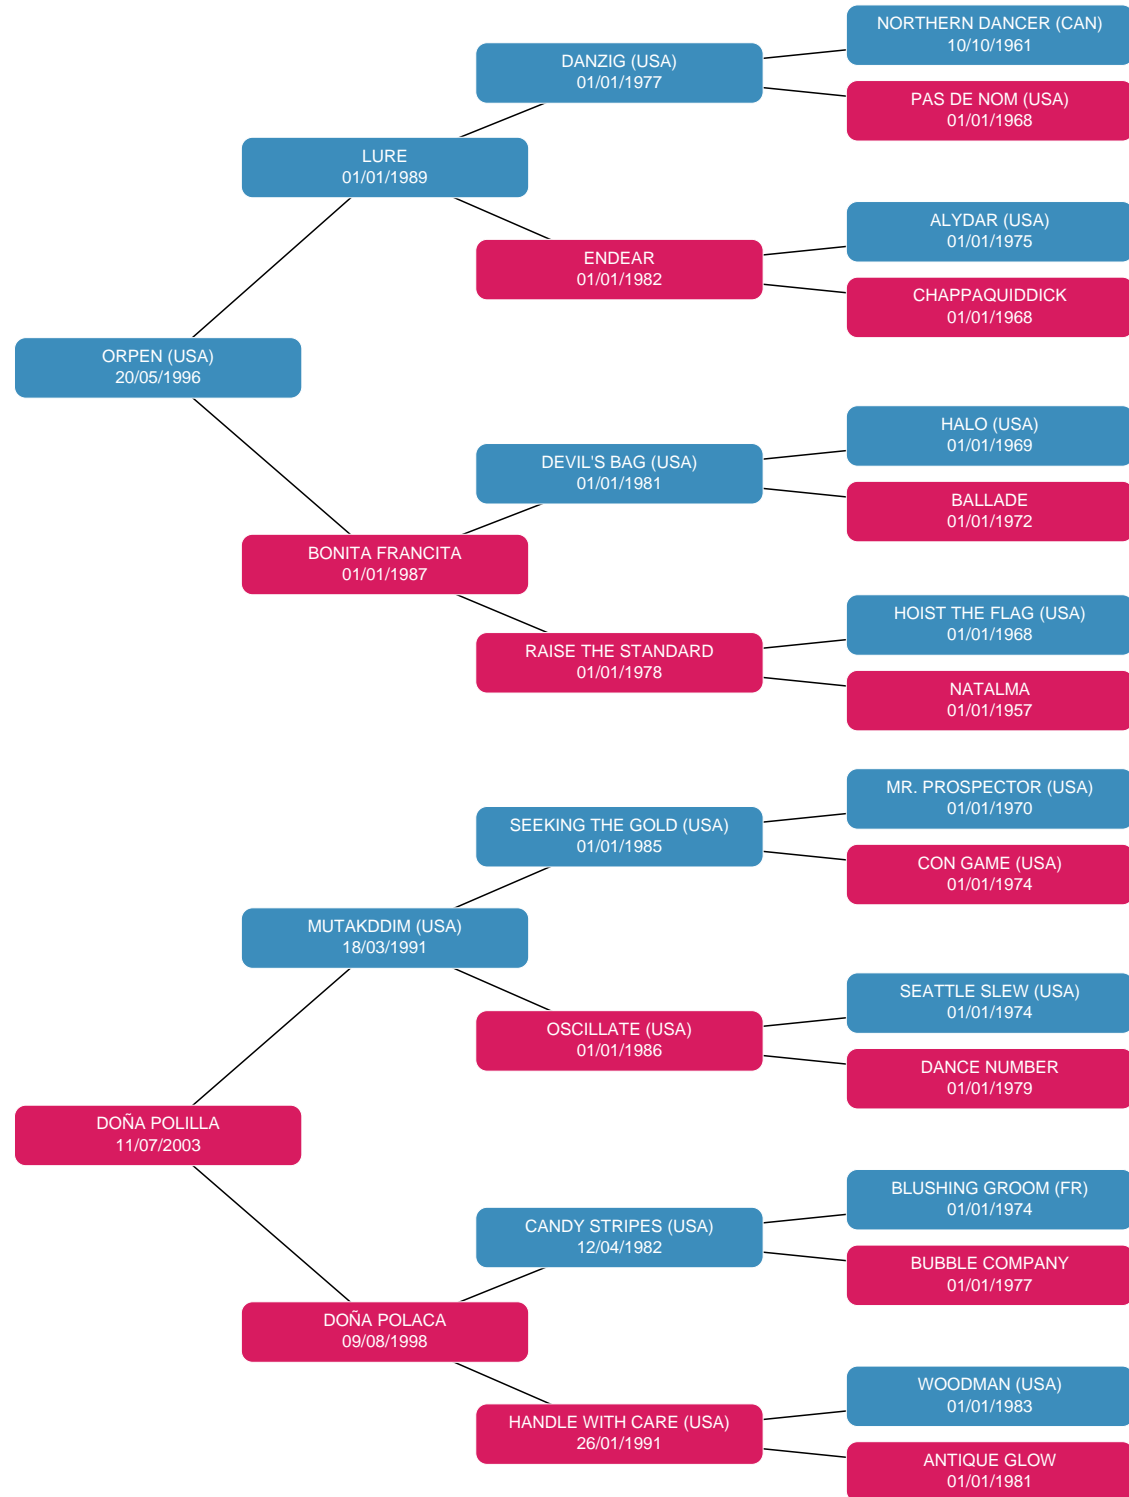 NORTHERN DANCER (CAN)
10/10/1961
DANZIG (USA)
01/01/1977
PAS DE NOM (USA)
01/01/1968
LURE
01/01/1989
ALYDAR (USA)
01/01/1975
ENDEAR
01/01/1982
CHAPPAQUIDDICK
01/01/1968
ORPEN (USA)
20/05/1996
HALO (USA)
01/01/1969
DEVIL'S BAG (USA)
01/01/1981
BALLADE
01/01/1972
BONITA FRANCITA
01/01/1987
HOIST THE FLAG (USA)
01/01/1968
RAISE THE STANDARD
01/01/1978
NATALMA
01/01/1957
MR. PROSPECTOR (USA)
01/01/1970
SEEKING THE GOLD (USA)
01/01/1985
CON GAME (USA)
01/01/1974
MUTAKDDIM (USA)
18/03/1991
SEATTLE SLEW (USA)
01/01/1974
OSCILLATE (USA)
01/01/1986
DANCE NUMBER
01/01/1979
DOÑA POLILLA
11/07/2003
BLUSHING GROOM (FR)
01/01/1974
CANDY STRIPES (USA)
12/04/1982
BUBBLE COMPANY
01/01/1977
DOÑA POLACA
09/08/1998
WOODMAN (USA)
01/01/1983
HANDLE WITH CARE (USA)
26/01/1991
ANTIQUE GLOW
01/01/1981